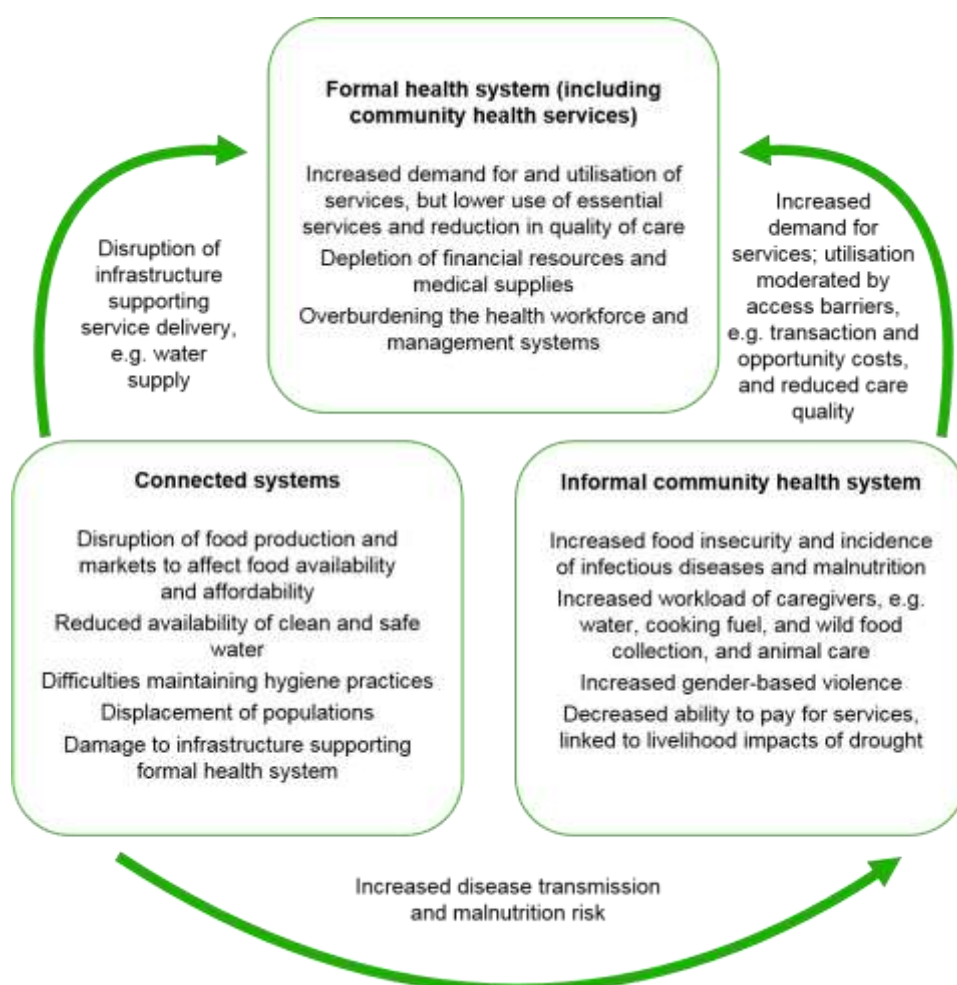 Formal health system (including
community health services)
Increased demand for and utilisation of
services, but lower use of essential
services and reduction in quality of care
Depletion of financial resources and
medical supplies
Overburdening the health workforce and
management systems
Disruption of
infrastructure
supporting
service delivery,
e.g. water
supply
Increased
demand for
services; utilisation
moderated by
access barriers,
e.g. transaction and
opportunity costs,
and reduced care
quality
Connected systems
Disruption of food production and
markets to affect food availability
and affordability
Reduced availability of clean and safe
water
Difficulties maintaining hygiene practices
Displacement of populations
Damage to infrastructure supporting
formal health system
Informal community health system
Increased food insecurity and incidence
of infectious diseases and malnutrition
Increased workload of caregivers, e.g.
water, cooking fuel, and wild food
collection, and animal care
Increased gender-based violence
Decreased ability to pay for services,
linked to livelihood impacts of drought
Increased disease transmission
and malnutrition risk